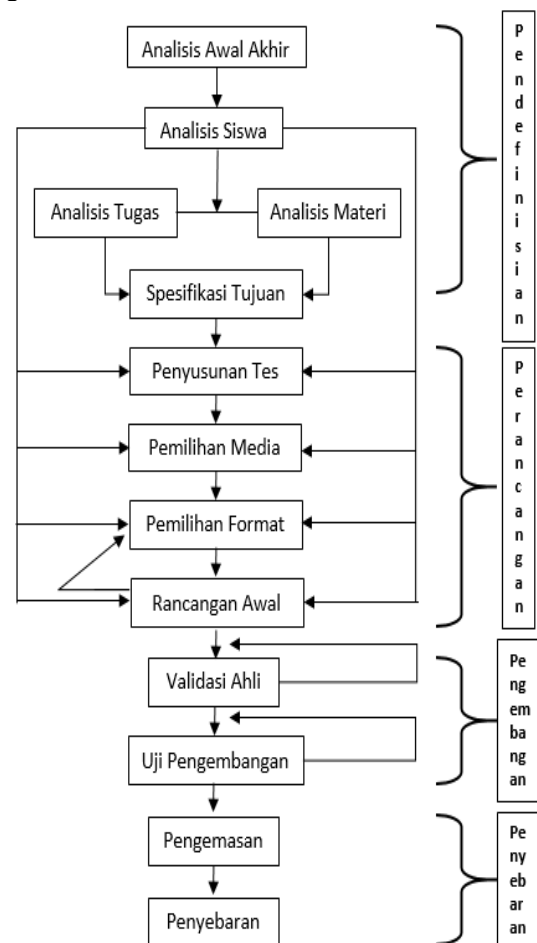 Analisis Awal Akhir
Analisis Siswa
Analisis Tugas
Analisis Materi
Spesifikasi Tujuan
Penyusunan Tes
Pemilihan Media
Pemilihan Format
Rancangan Awal
Validasi Ahli
Uji Pengembangan
Pengemasan
Penyebaran
P
e
n
d
e
f
i
n
i
s
i
a
n
P
e
r
a
n
c
a
n
g
a
n
Pe
ng
em
ba
ng
an
Pe
ny
eb
ar
an